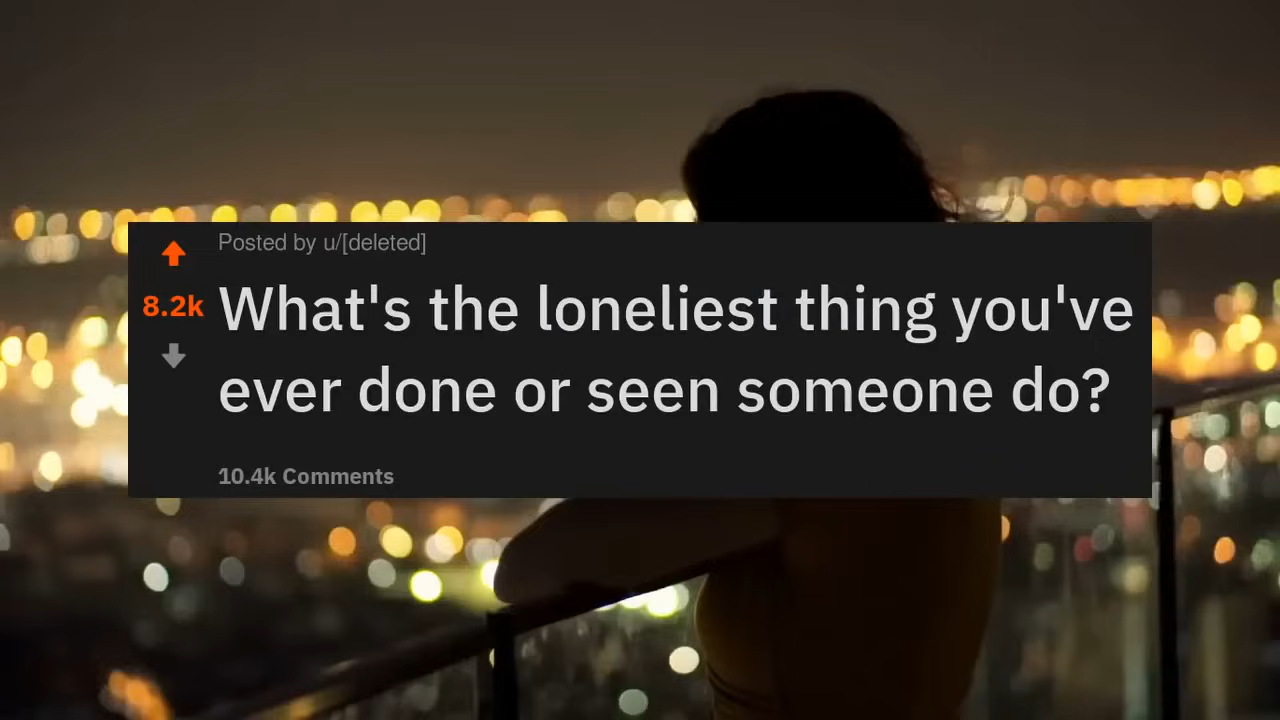 Posted by u/[deleted]
8.2k
What's the loneliest thing you've
ever done or seen someone do?
10.4k Comments